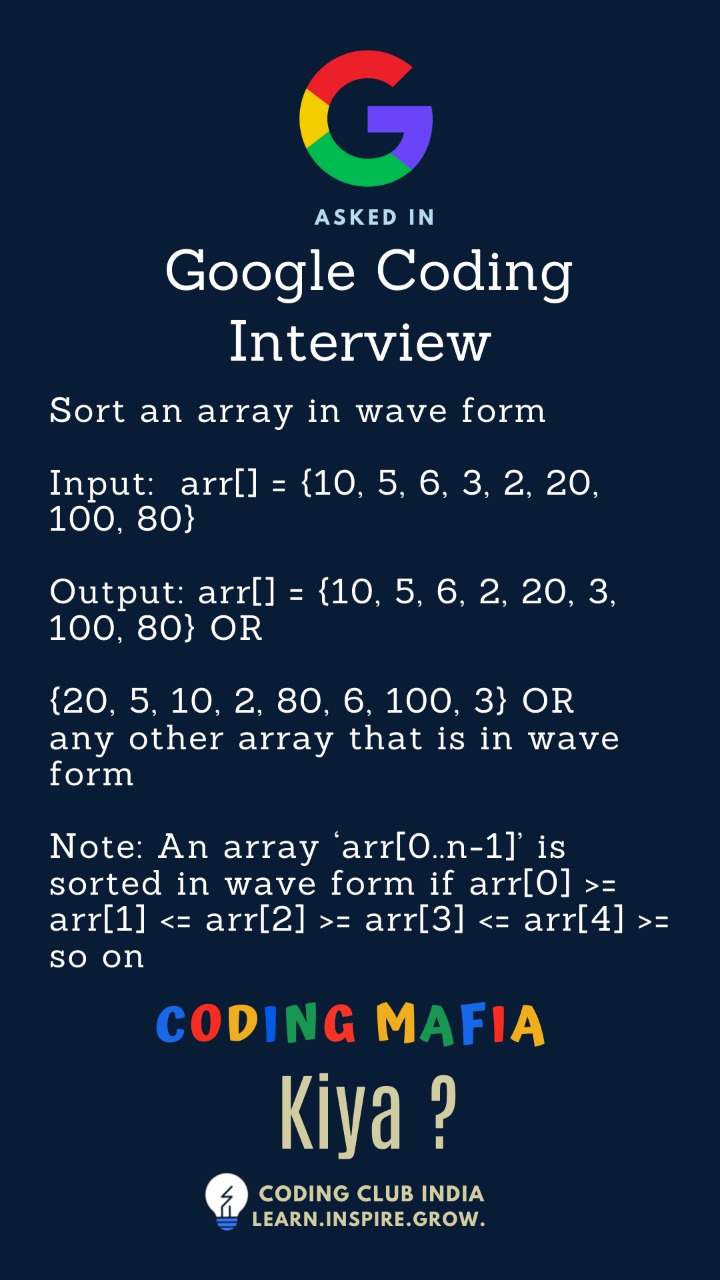 ASKED IN
Google Coding
Interview
Sort an array in wave form
Input:  arr[] = {10, 5, 6, 3, 2, 20,
100, 80}
Output: arr[] = {10, 5, 6, 2, 20, 3,
100, 80} OR
{20, 5, 10, 2, 80, 6, 100, 3} OR
any other array that is in wave
form
Note: An array ‘arr[0..n-1]’ is
sorted in wave form if arr[0] >=
arr[1] <= arr[2] >= arr[3] <= arr[4] >=
so on
CODING MAFIA
Kiya ?
CODING CLUB INDIA
LEARN.INSPIRE.GROW.